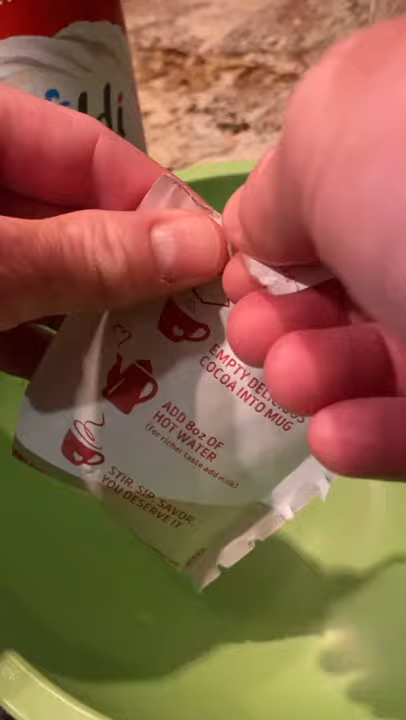 EMPTY DELICIOUS
COCOA INTO MUG
ADD 8oz OF
HOT WATER
(For richer taste add milk)
STIR. SIP. SAVOR.
YOU DESERVE IT